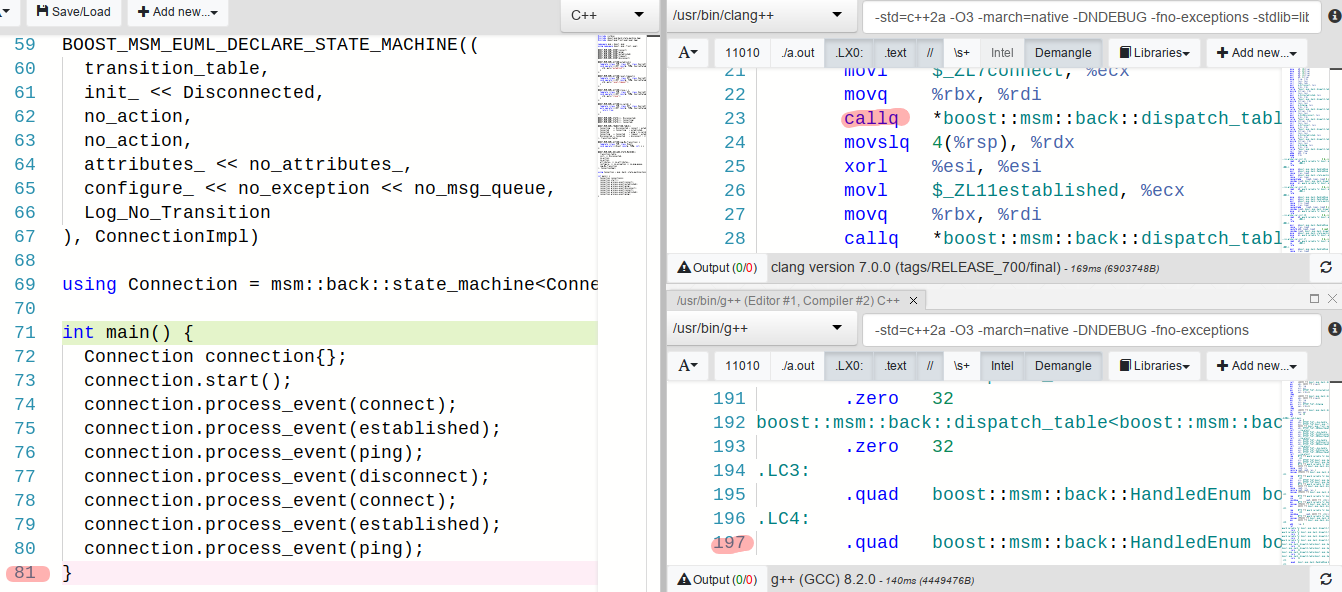 Save/Load + Add new... C++
59 BOOST_MSM_EUML_DECLARE_STATE_MACHINE((
60 transition_table,
61 init_ << Disconnected,
62 no_action,
63 no_action,
64 attributes_ << no_attributes_,
65 configure_ << no_exception << no_msg_queue,
66 Log_No_Transition
67 ), ConnectionImpl)
68
69 using Connection = msm::back::state_machine<Conne
70
71 int main() {
72 Connection connection{};
73 connection.start();
74 connection.process_event(connect);
75 connection.process_event(established);
76 connection.process_event(ping);
77 connection.process_event(disconnect);
78 connection.process_event(connect);
79 connection.process_event(established);
80 connection.process_event(ping);
81 }
/usr/bin/clang++ -std=c++2a -O3 -march=native -DNDEBUG -fno-exceptions -stdlib=lib
A 11010 ./a.out .LX0: .text // \s+ Intel Demangle Libraries + Add new...
21 movl $_ZL7connect, %ecx
22 movq %rbx, %rdi
23 callq *boost::msm::back::dispatch_tabl
24 movslq 4(%rsp), %rdx
25 xorl %esi, %esi
26 movl $_ZL11established, %ecx
27 movq %rbx, %rdi
28 callq *boost::msm::back::dispatch_tabl
Output (0/0) clang version 7.0.0 (tags/RELEASE_700/final) - 169ms (6903748B)
/usr/bin/g++ (Editor #1, Compiler #2) C++ ×
/usr/bin/g++ -std=c++2a -O3 -march=native -DNDEBUG -fno-exceptions
A 11010 ./a.out .LX0: .text // \s+ Intel Demangle Libraries + Add new...
191 .zero 32
192 boost::msm::back::dispatch_table<boost::msm::bac
193 .zero 32
194 .LC3:
195 .quad boost::msm::back::HandledEnum bo
196 .LC4:
197 .quad boost::msm::back::HandledEnum bo
Output (0/0) g++ (GCC) 8.2.0 - 140ms (4449476B)